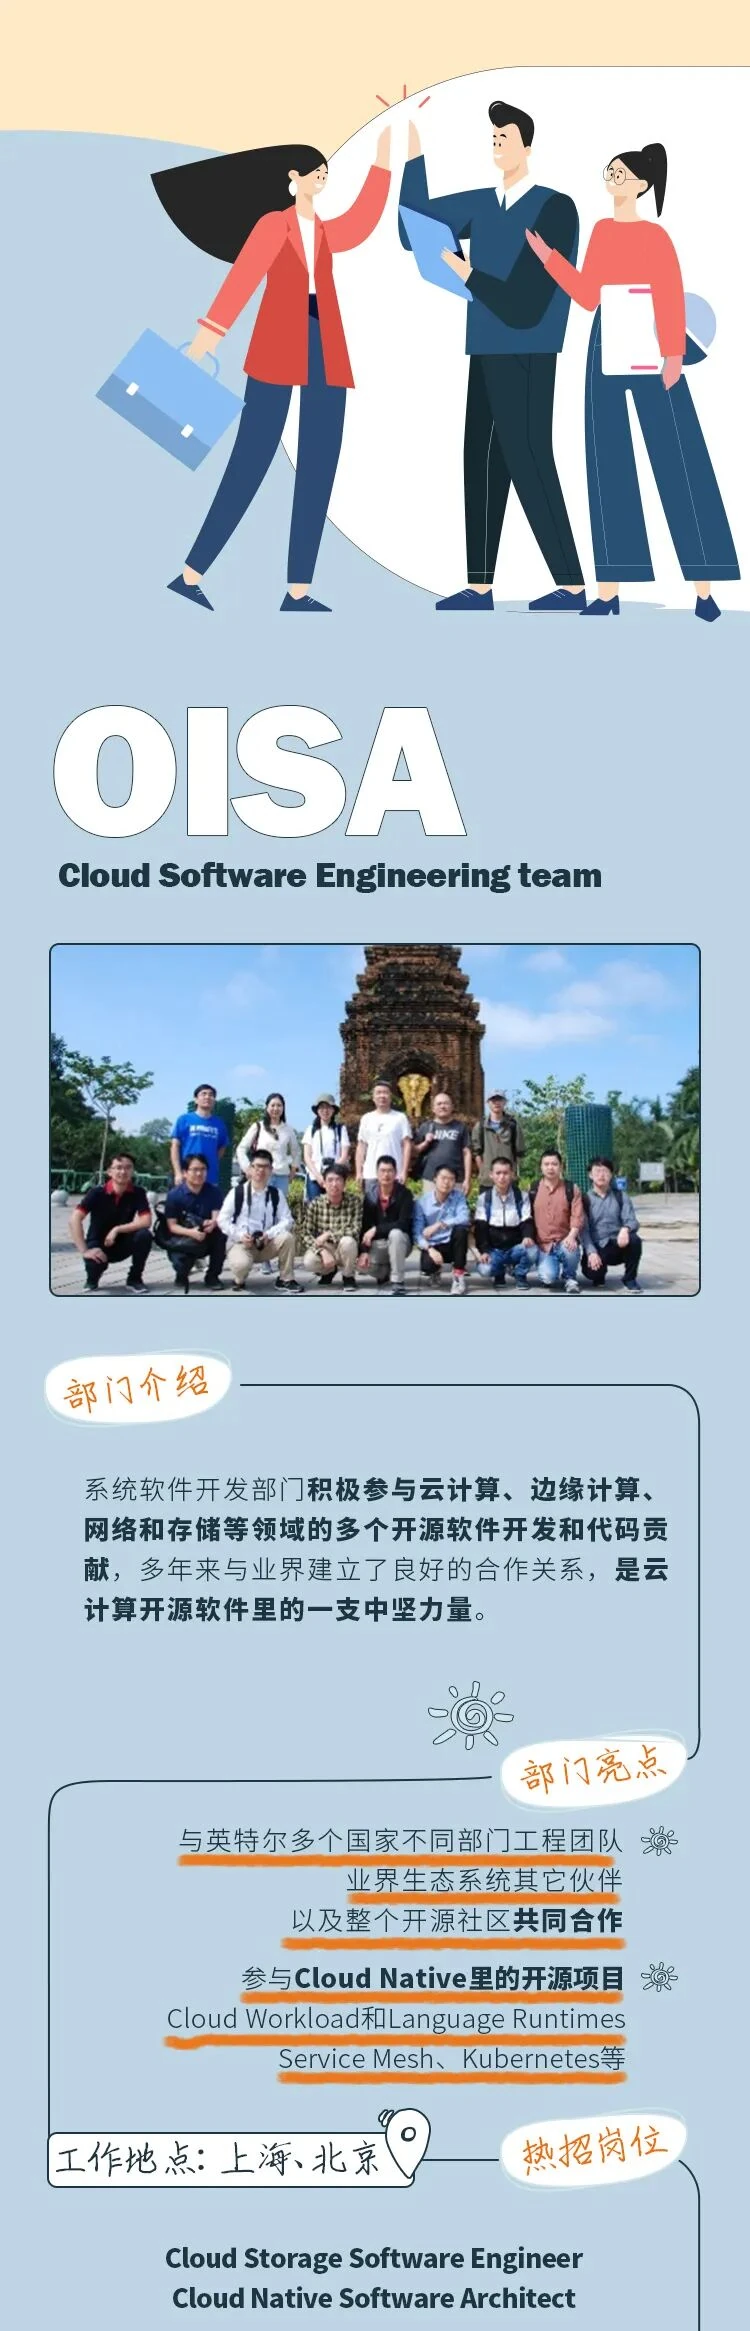 OISA
Cloud Software Engineering team
NIKE
部门介绍
系统软件开发部门积极参与云计算、边缘计算、
网络和存储等领域的多个开源软件开发和代码贡
献，多年来与业界建立了良好的合作关系，是云
计算开源软件里的一支中坚力量。
部门亮点
与英特尔多个国家不同部门工程团队
业界生态系统其它伙伴
以及整个开源社区共同合作
参与Cloud Native里的开源项目
Cloud Workload和Language Runtimes
Service Mesh、Kubernetes等
工作地点：上海、北京
热招岗位
Cloud Storage Software Engineer
Cloud Native Software Architect